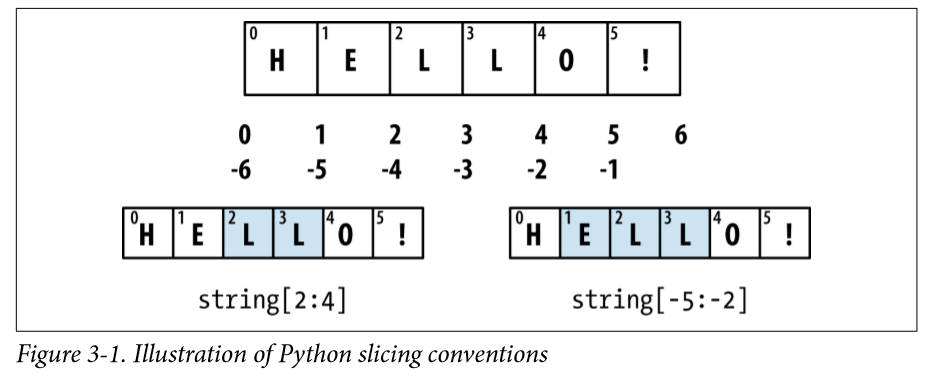 0 1 2 3 4 5
H E L L O !
0 1 2 3 4 5 6
-6 -5 -4 -3 -2 -1
0 1 2 3 4 5
H E L L O !
string[2:4]
0 1 2 3 4 5
H E L L O !
string[-5:-2]
Figure 3-1. Illustration of Python slicing conventions